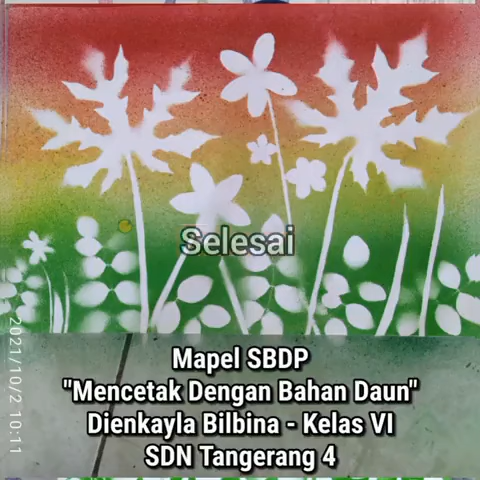 Selesai
Mapel SBDP
"Mencetak Dengan Bahan Daun"
Dienkayla Bilbina - Kelas VI
SDN Tangerang 4
2021/10/2 10:11